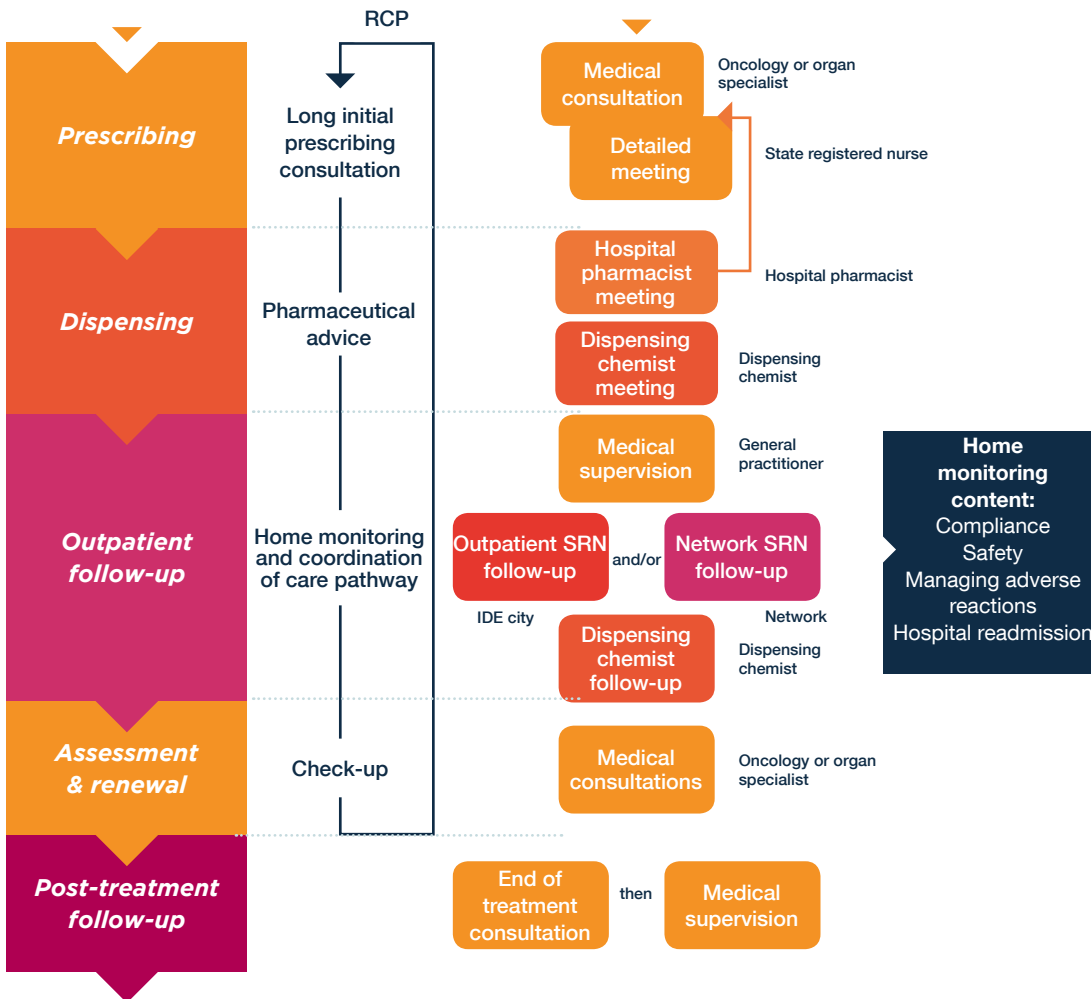 RCP
Prescribing
Long initial
prescribing
consultation
Medical
consultation
Oncology or organ
specialist
Detailed
meeting
State registered nurse
Dispensing
Pharmaceutical
advice
Hospital
pharmacist
meeting
Hospital pharmacist
Dispensing
chemist
meeting
Dispensing
chemist
Outpatient
follow-up
Home monitoring
and coordination
of care pathway
Medical
supervision
General
practitioner
Outpatient SRN
follow-up
and/or
Network SRN
follow-up
IDE city
Network
Dispensing
chemist
follow-up
Dispensing
chemist
Home
monitoring
content:
Compliance
Safety
Managing adverse
reactions
Hospital readmission
Assessment
& renewal
Check-up
Medical
consultations
Oncology or organ
specialist
Post-treatment
follow-up
End of
treatment
consultation
then
Medical
supervision